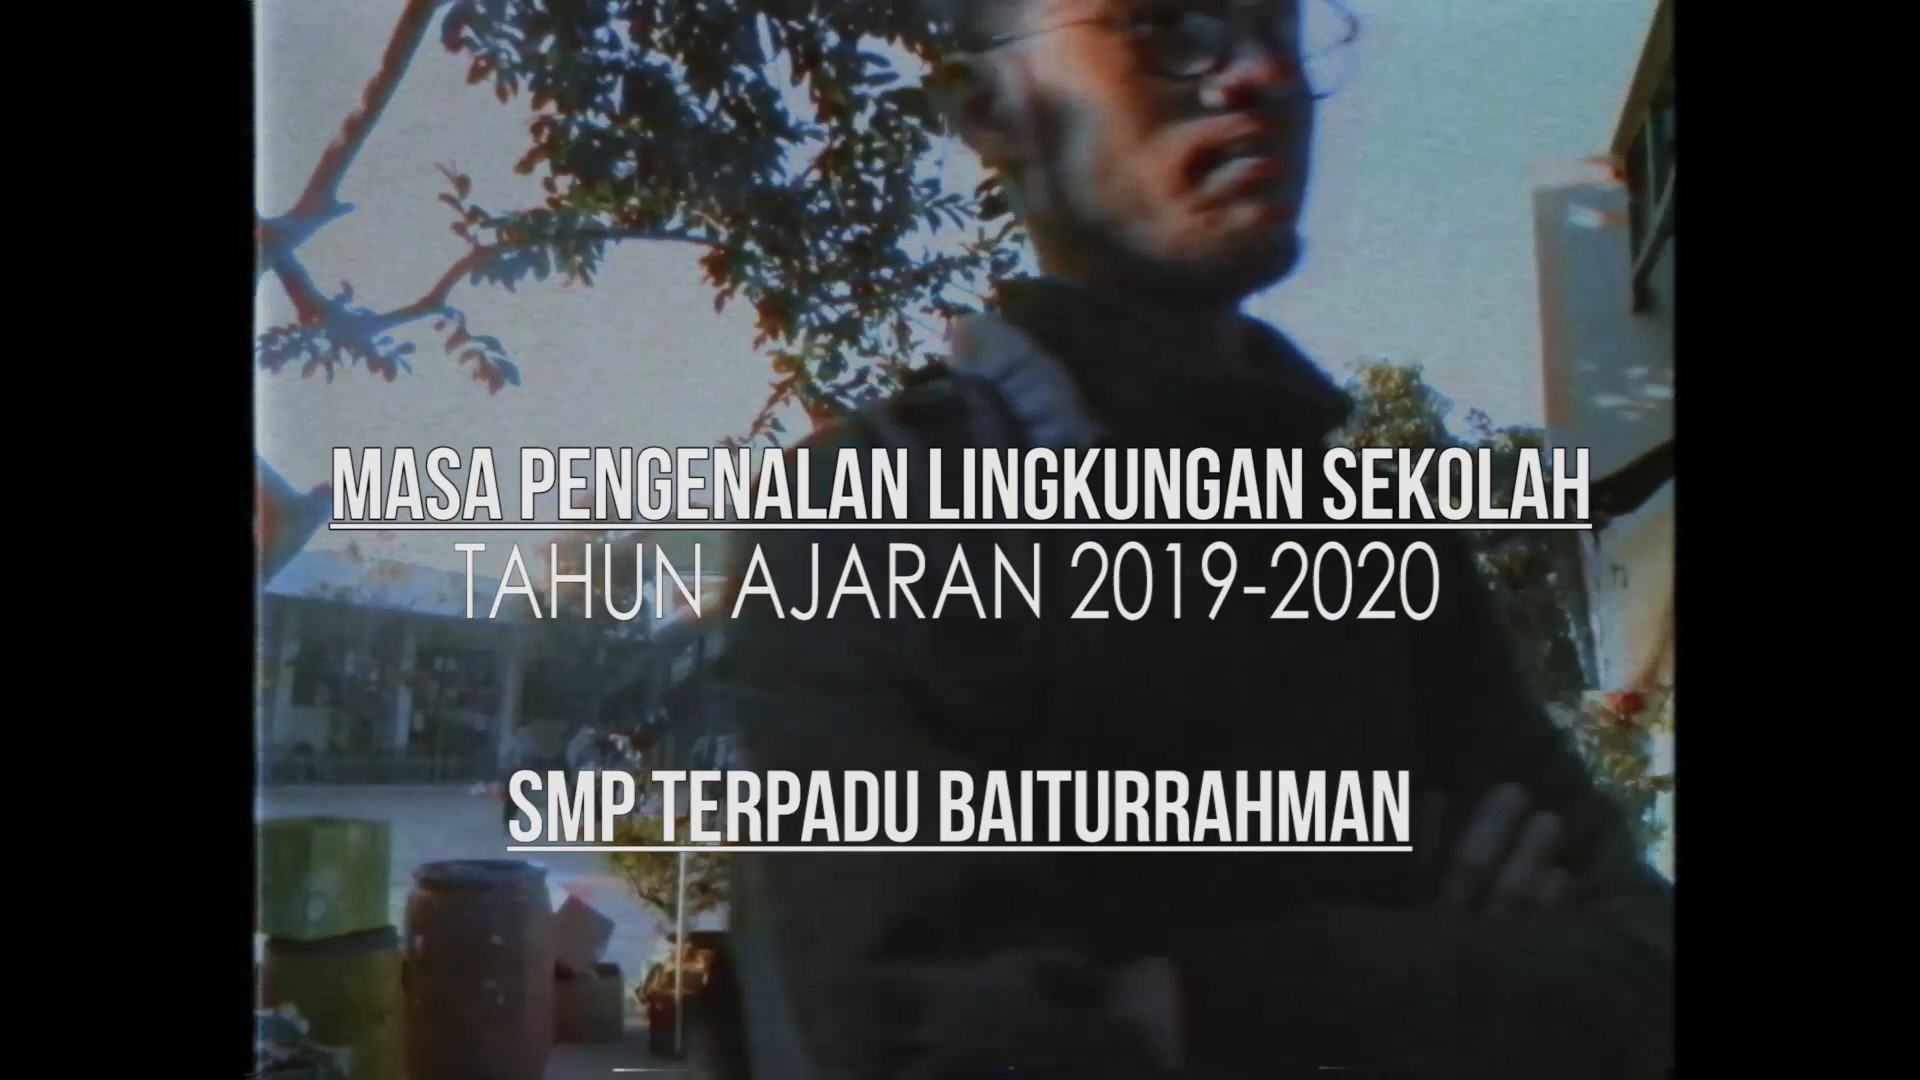 MASA PENGENALAN LINGKUNGAN SEKOLAH
TAHUN AJARAN 2019-2020
SMP TERPADU BAITURRAHMAN